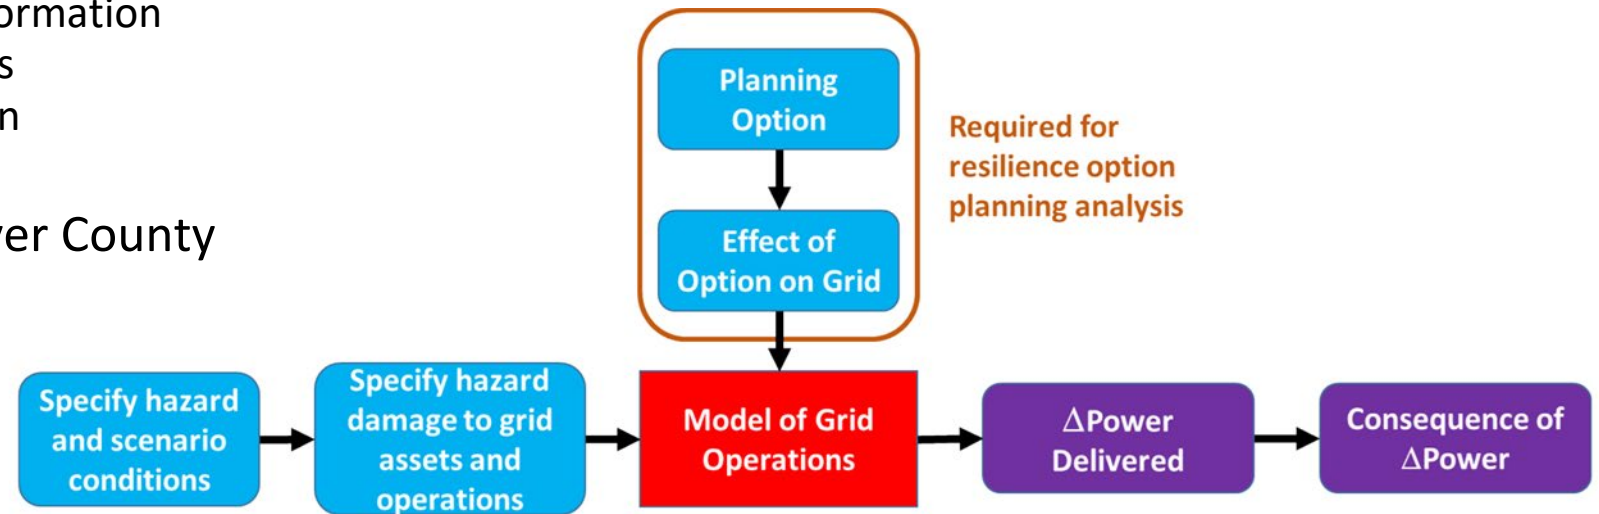 ormation
s
n
ver County
Planning
Option
Effect of
Option on Grid
Required for
resilience option
planning analysis
Specify hazard
and scenario
conditions
Specify hazard
damage to grid
assets and
operations
Model of Grid
Operations
ΔPower
Delivered
Consequence of
ΔPower